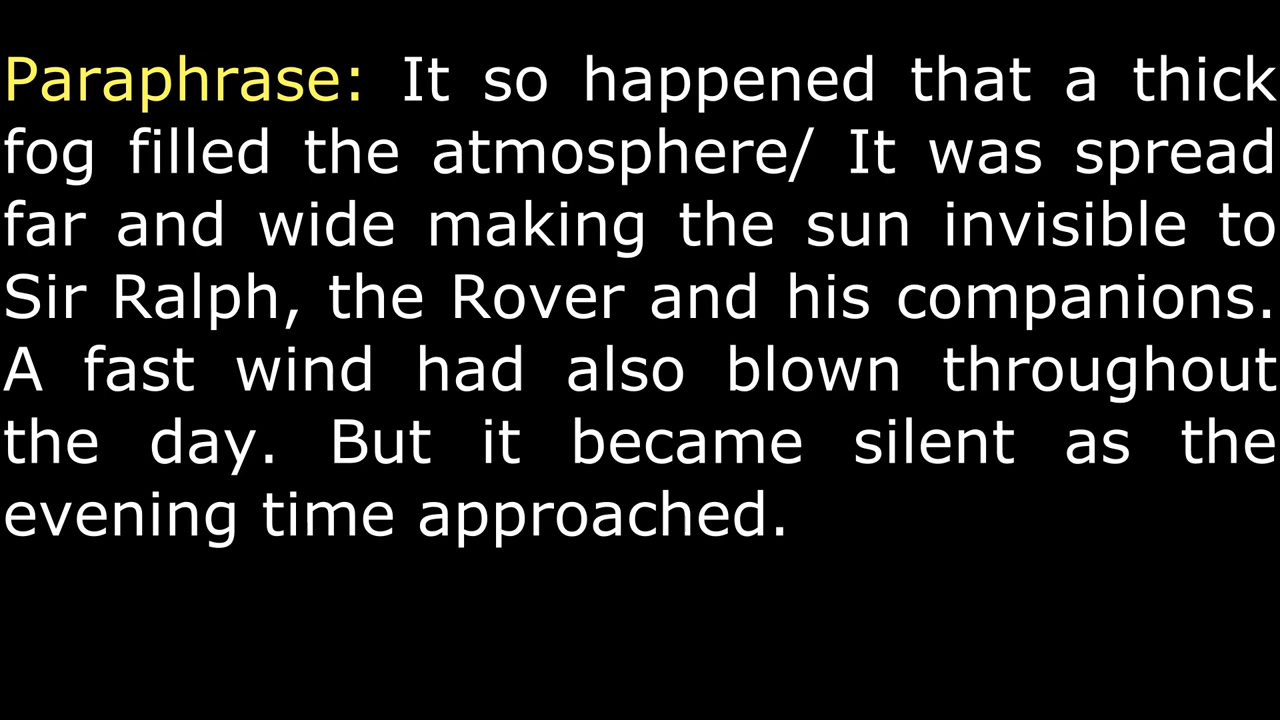 Paraphrase: It so happened that a thick
fog filled the atmosphere/ It was spread
far and wide making the sun invisible to
Sir Ralph, the Rover and his companions.
A fast wind had also blown throughout
the day. But it became silent as the
evening time approached.